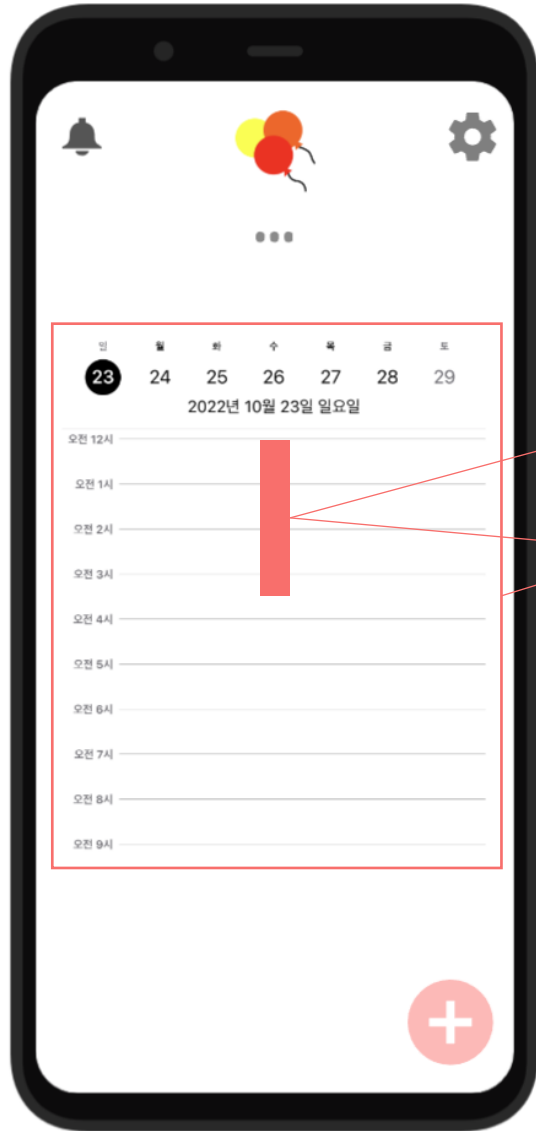 일 월 화 수 목 금 토
23 24 25 26 27 28 29
2022년 10월 23일 일요일
오전 12시
오전 1시
오전 2시
오전 3시
오전 4시
오전 5시
오전 6시
오전 7시
오전 8시
오전 9시